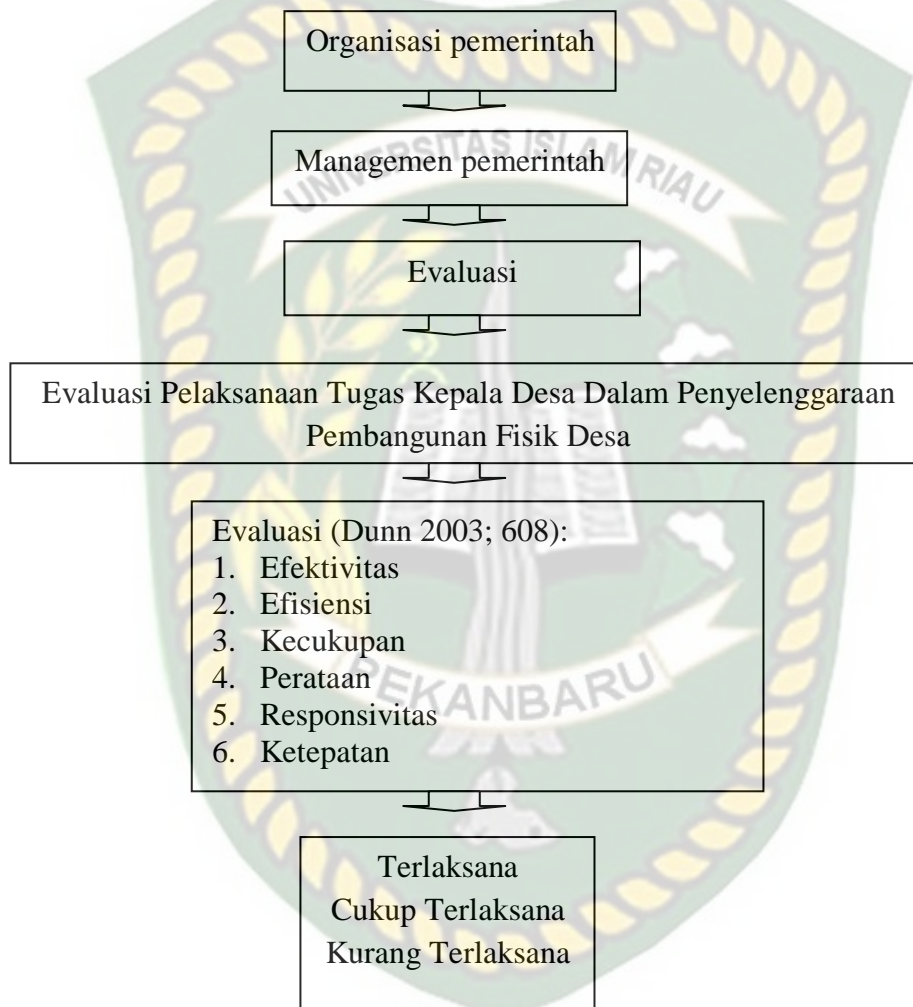 Organisasi pemerintah
UNIVERSITAS ISLAM RIAU
Managemen pemerintah
Evaluasi
Evaluasi Pelaksanaan Tugas Kepala Desa Dalam Penyelenggaraan
Pembangunan Fisik Desa
Evaluasi (Dunn 2003; 608):
1. Efektivitas
2. Efisiensi
3. Kecukupan
4. Perataan
5. Responsivitas
6. Ketepatan
PEKANBARU
Terlaksana
Cukup Terlaksana
Kurang Terlaksana